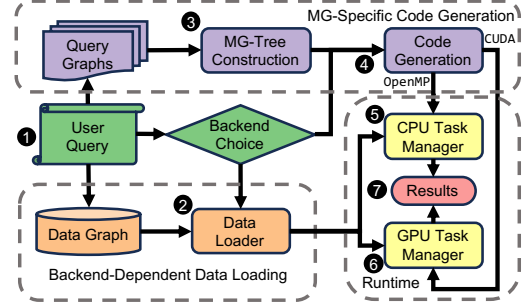 MG-Specific Code Generation
Query
Graphs
3
MG-Tree
Construction
4
Code
Generation
CUDA
OpenMP
1
User
Query
Backend
Choice
5
CPU Task
Manager
7
Results
2
Data Graph
Data
Loader
6
GPU Task
Manager
Backend-Dependent Data Loading
Runtime